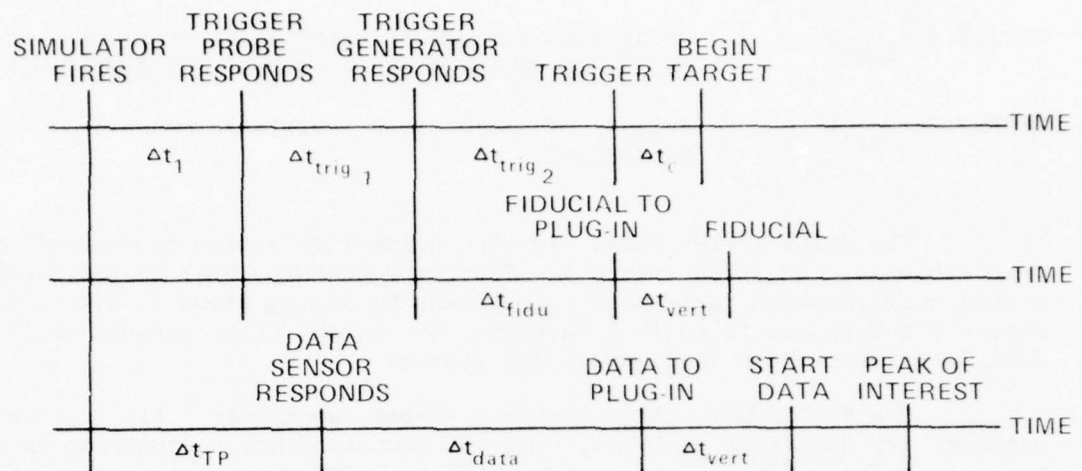 SIMULATOR FIRES
TRIGGER PROBE RESPONDS
TRIGGER GENERATOR RESPONDS
TRIGGER
BEGIN TARGET
TIME
Δt1
Δttrig 1
Δttrig 2
Δtc
FIDUCIAL TO PLUG-IN
FIDUCIAL
TIME
Δtfidu
Δtvert
DATA SENSOR RESPONDS
DATA TO PLUG-IN
START DATA
PEAK OF INTEREST
TIME
ΔtTP
Δtdata
Δtvert